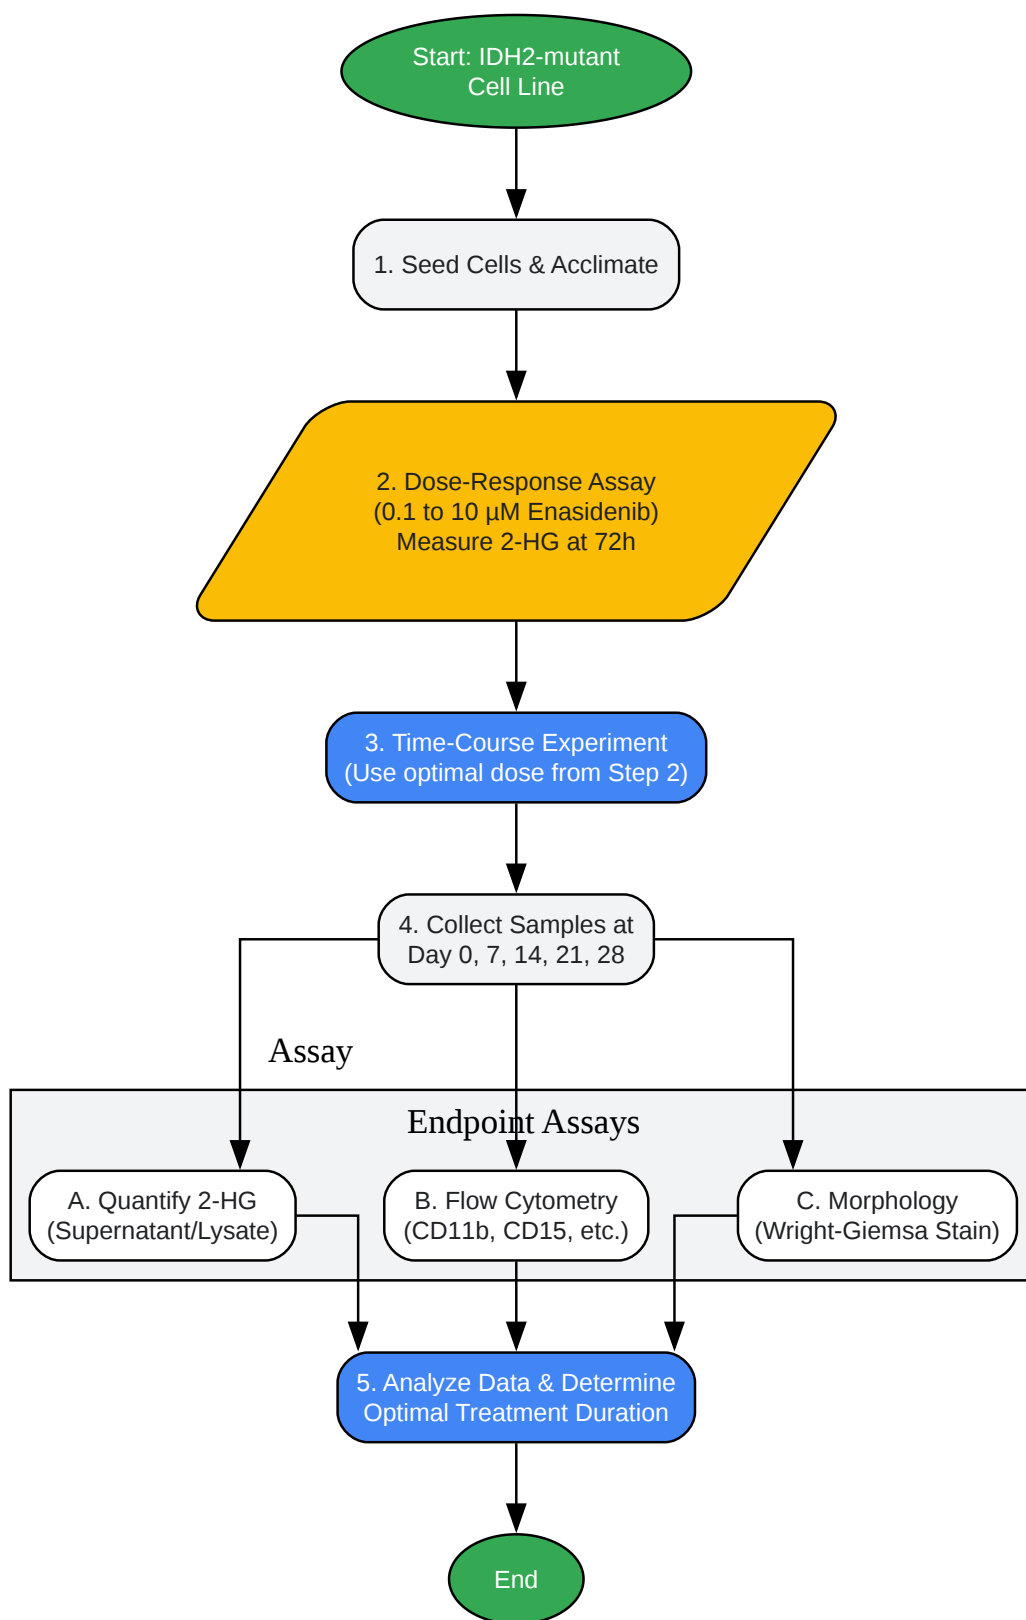 Start: IDH2-mutant
Cell Line
1. Seed Cells & Acclimate
2. Dose-Response Assay
(0.1 to 10 µM Enasidenib)
Measure 2-HG at 72h
3. Time-Course Experiment
(Use optimal dose from Step 2)
4. Collect Samples at
Day 0, 7, 14, 21, 28
Assay
Endpoint Assays
A. Quantify 2-HG
(Supernatant/Lysate)
B. Flow Cytometry
(CD11b, CD15, etc.)
C. Morphology
(Wright-Giemsa Stain)
5. Analyze Data & Determine
Optimal Treatment Duration
End